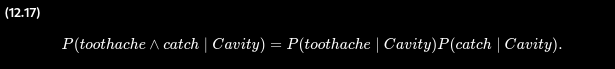 (12.17)
P(toothache ∧ catch | Cavity) = P(toothache | Cavity)P(catch | Cavity).